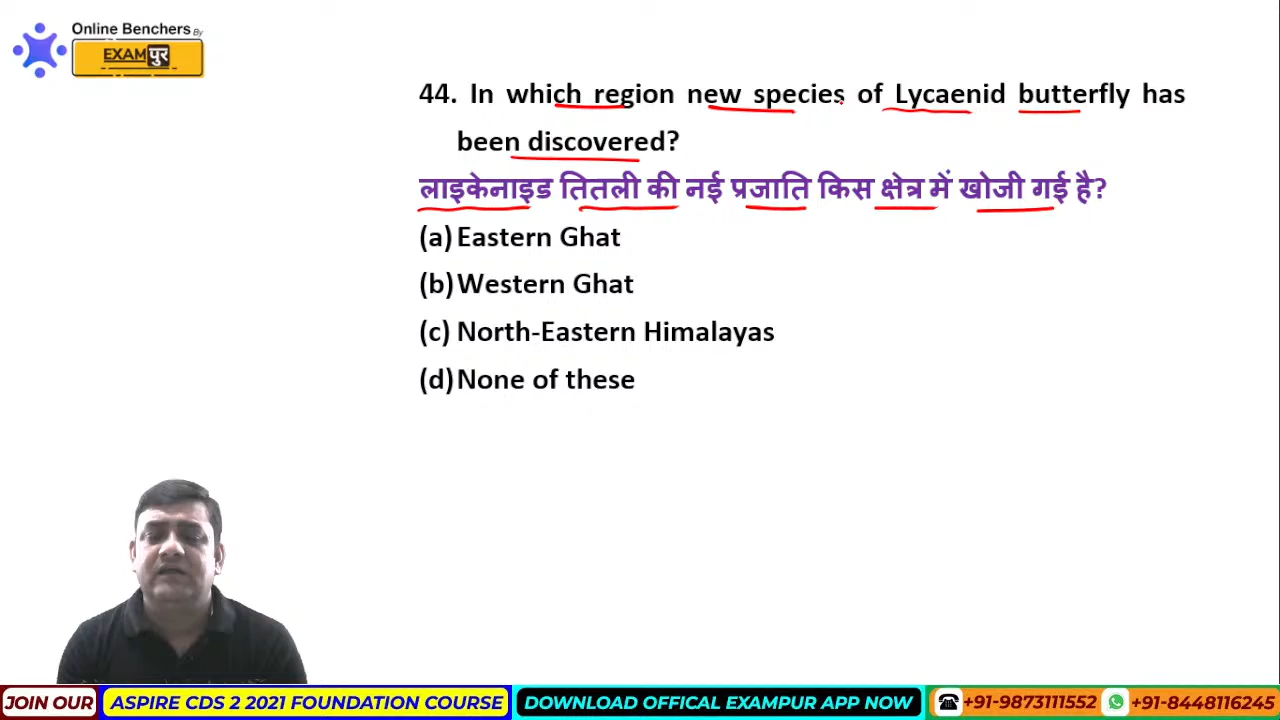 Online Benchers By
EXAMपुर
44. In which region new species of Lycaenid butterfly has
been discovered?
लाइकेनाइड तितली की नई प्रजाति किस क्षेत्र में खोजी गई है?
(a) Eastern Ghat
(b) Western Ghat
(c) North-Eastern Himalayas
(d) None of these
JOIN OUR ASPIRE CDS 2 2021 FOUNDATION COURSE DOWNLOAD OFFICAL EXAMPUR APP NOW +91-9873111552 +91-8448116245